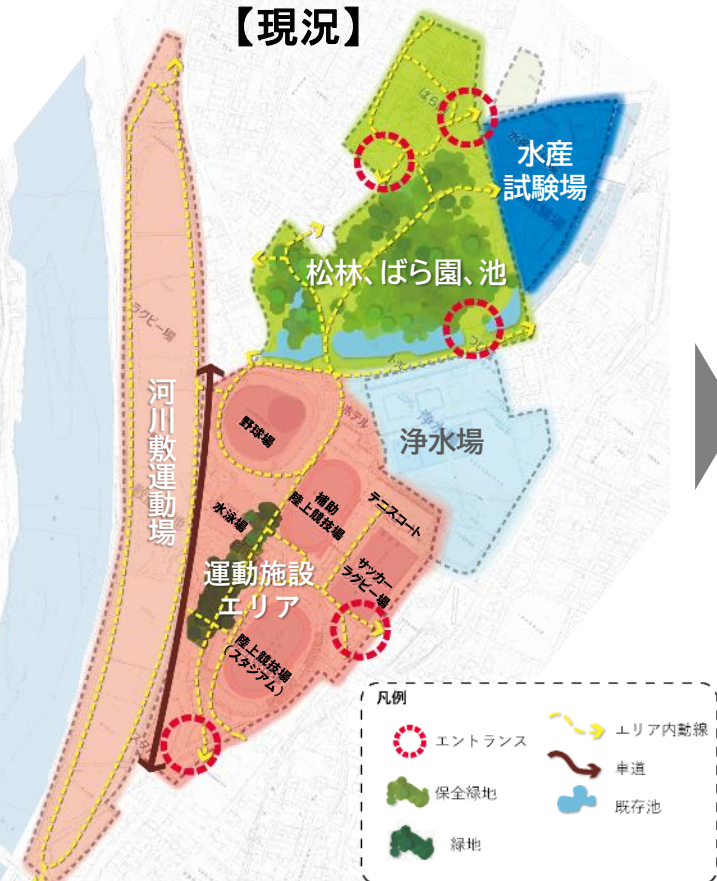 【現況】
水産
試験場
松林、ばら園、池
ラグビー場
河川敷運動場
ホテル
浄水場
野球場
補助
陸上競技場
テニスコート
水泳場
サッカー
ラグビー場
運動施設
エリア
陸上競技場
(スタジアム)
凡例
エントランス
エリア内動線
車道
保全緑地
既存池
緑地